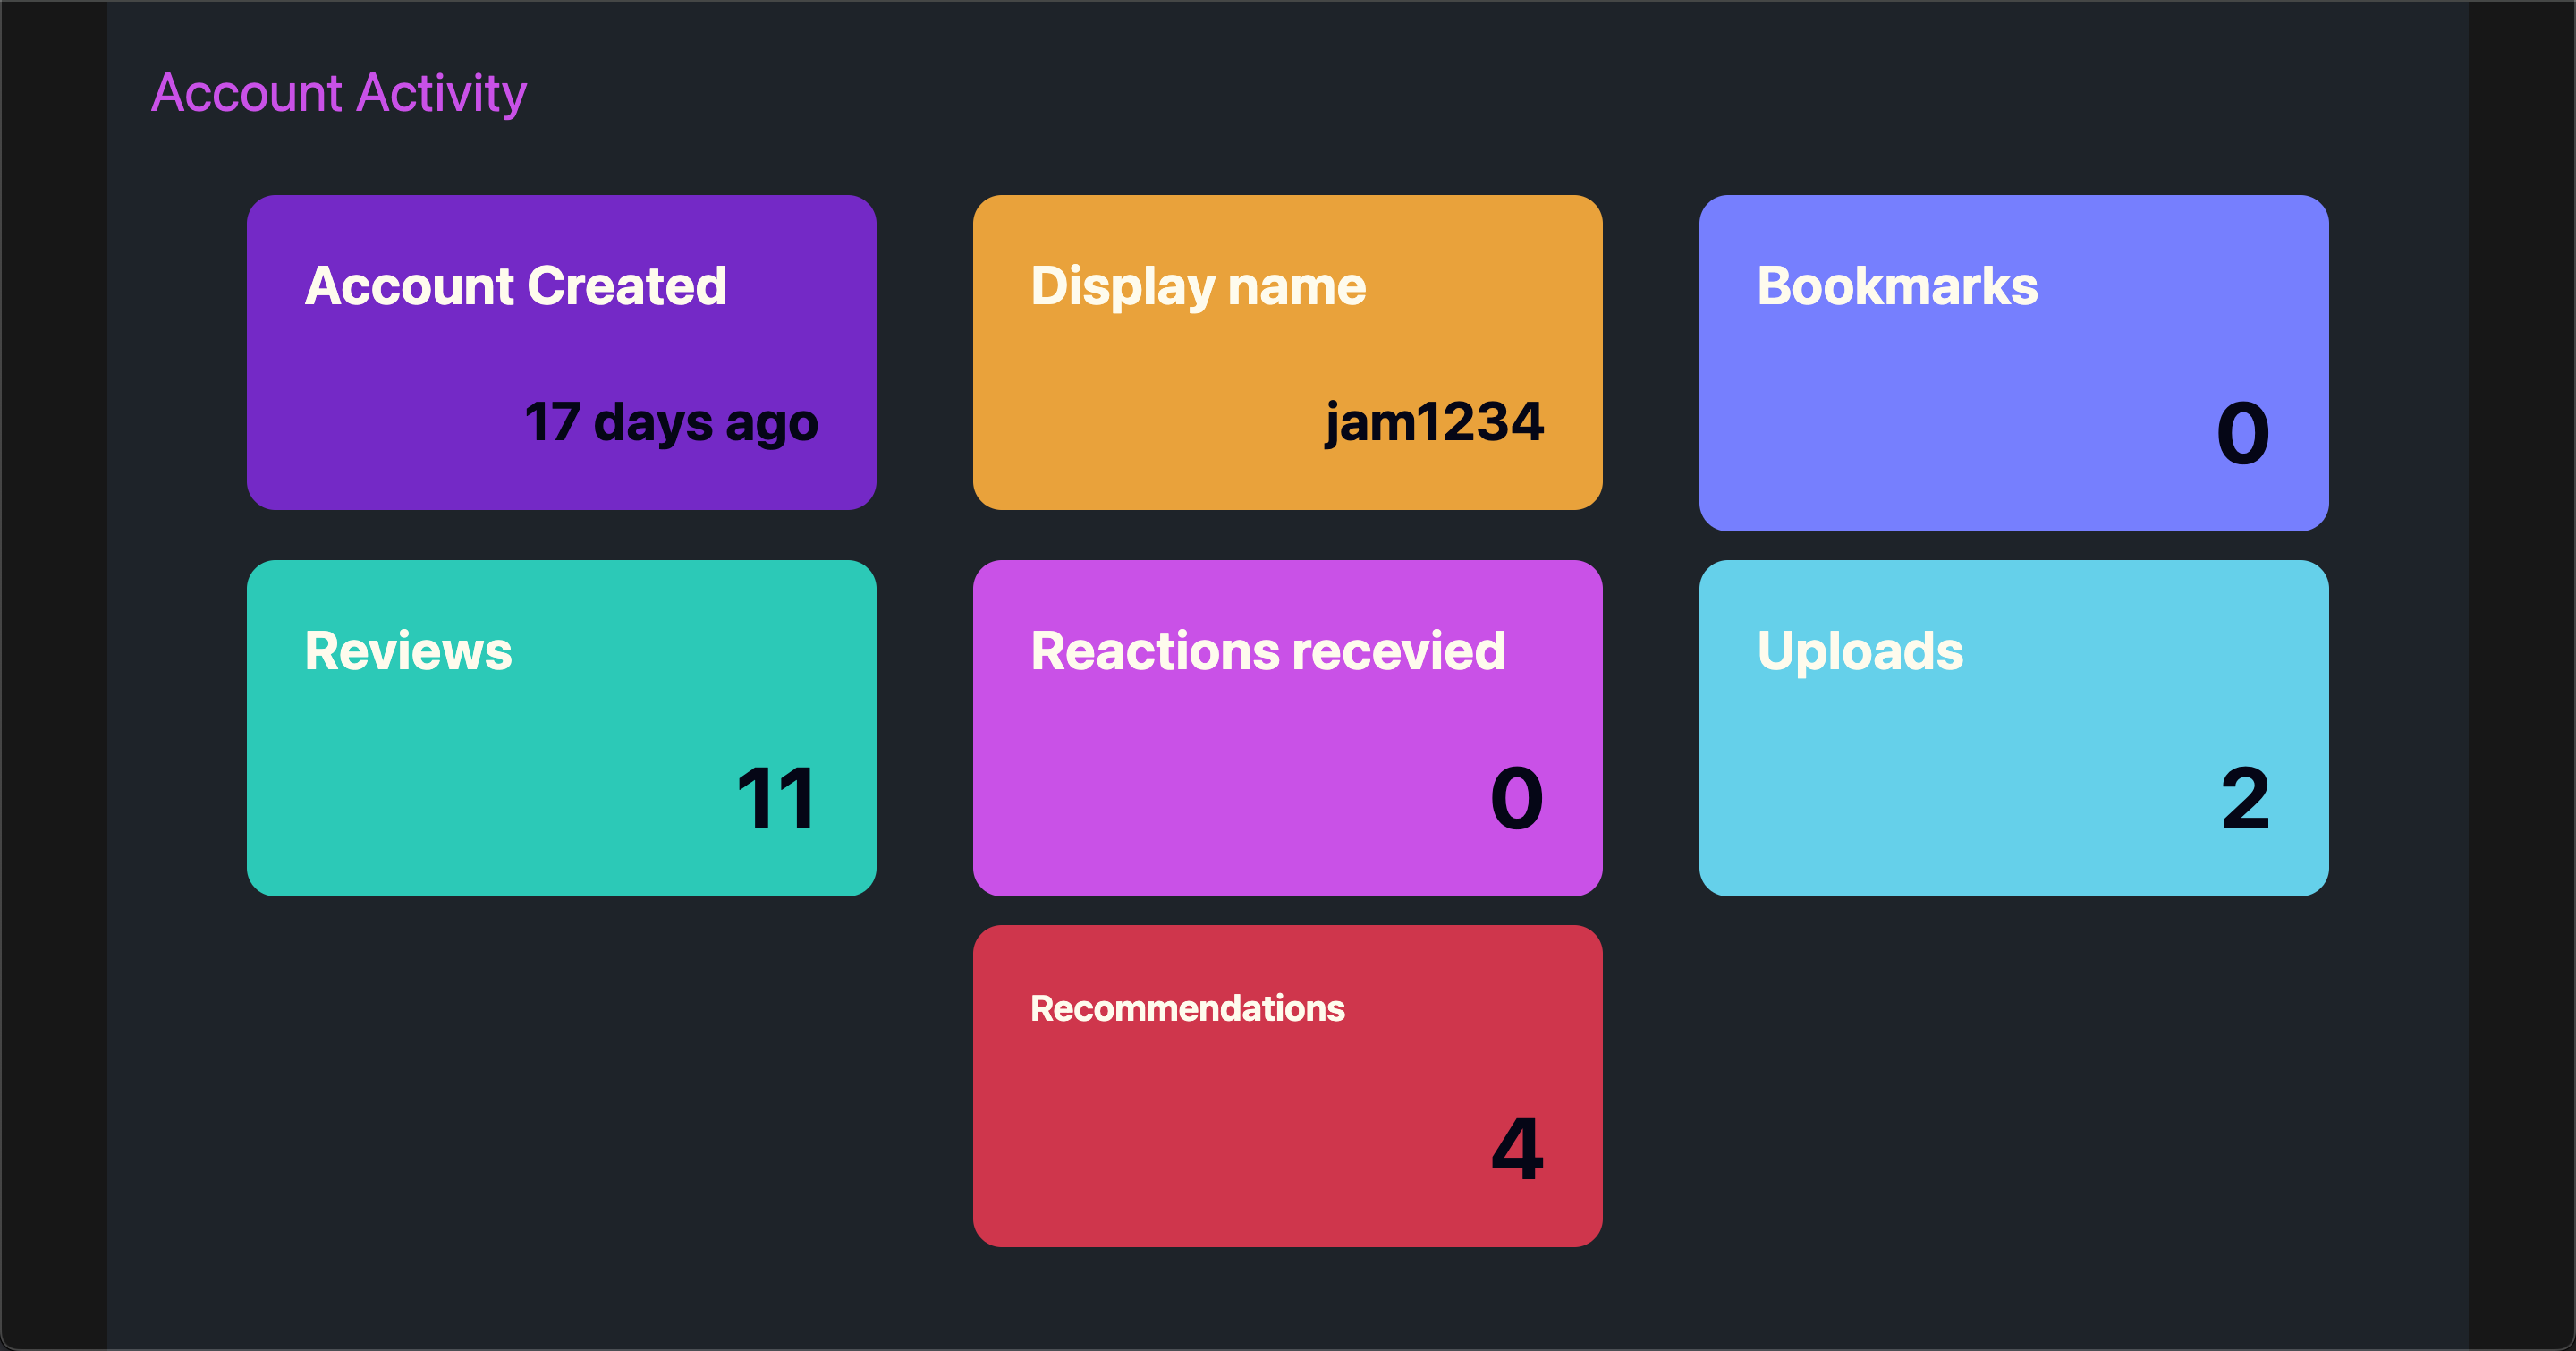 Account Activity
Account Created
17 days ago
Display name
jam1234
Bookmarks
0
Reviews
11
Reactions recevied
0
Uploads
2
Recommendations
4